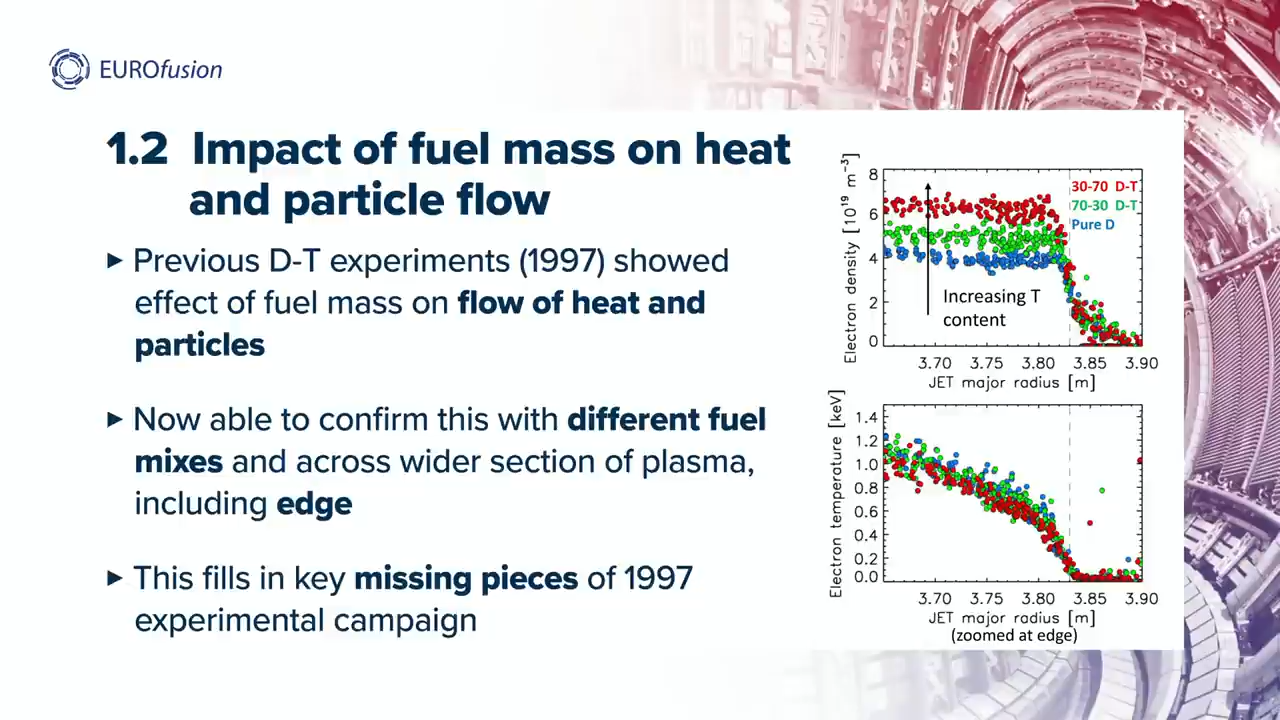 EUROfusion
1.2 Impact of fuel mass on heat
and particle flow
▸ Previous D-T experiments (1997) showed
effect of fuel mass on flow of heat and
particles
▸ Now able to confirm this with different fuel
mixes and across wider section of plasma,
including edge
▸ This fills in key missing pieces of 1997
experimental campaign
Electron density [10¹⁹ m⁻³]
8
6
4
2
0
30-70 D-T
70-30 D-T
Pure D
Increasing T
content
3.70 3.75 3.80 3.85 3.90
JET major radius [m]
Electron temperature [keV]
1.4
1.2
1.0
0.8
0.6
0.4
0.2
0.0
3.70 3.75 3.80 3.85 3.90
JET major radius [m]
(zoomed at edge)